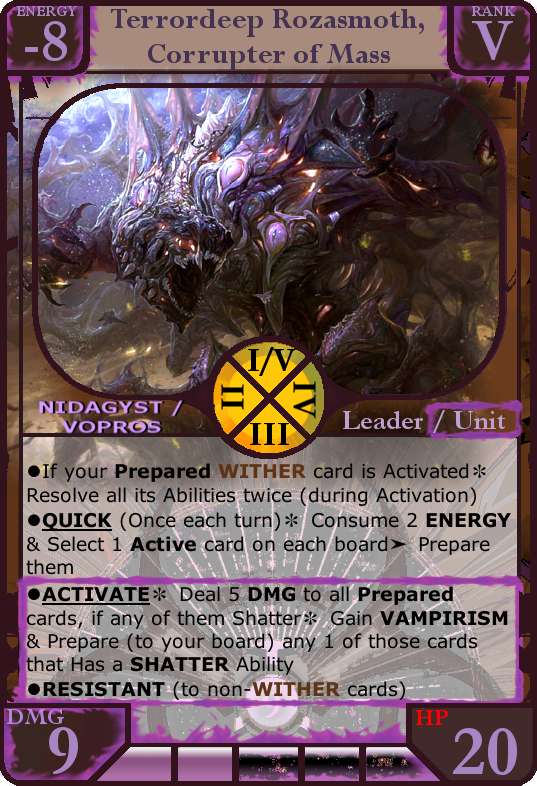 ENERGY
-8
Terrordeep Rozasmoth,
Corrupter of Mass
RANK
V
I/V
II
IV
III
NIDAGYST /
VOPROS
Leader / Unit
●If your Prepared WITHER card is Activated✻
Resolve all its Abilities twice (during Activation)
●QUICK (Once each turn)✻ Consume 2 ENERGY
& Select 1 Active card on each board➤ Prepare
them
●ACTIVATE✻ Deal 5 DMG to all Prepared
cards, if any of them Shatter✻ Gain VAMPIRISM
& Prepare (to your board) any 1 of those cards
that Has a SHATTER Ability
●RESISTANT (to non-WITHER cards)
DMG
9
HP
20